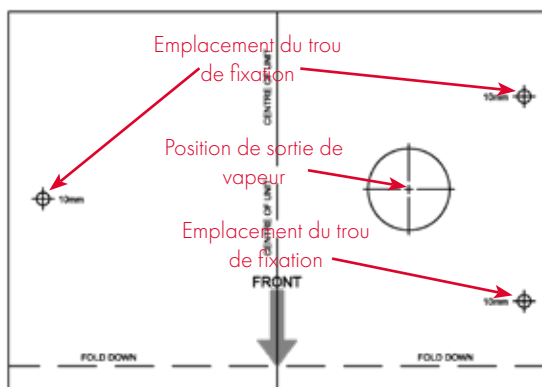 Emplacement du trou
de fixation
CENTRE OF UNIT
10mm
Position de sortie de
vapeur
10mm
CENTRE OF UNIT
Emplacement du trou
de fixation
FRONT
10mm
FOLD DOWN
FOLD DOWN